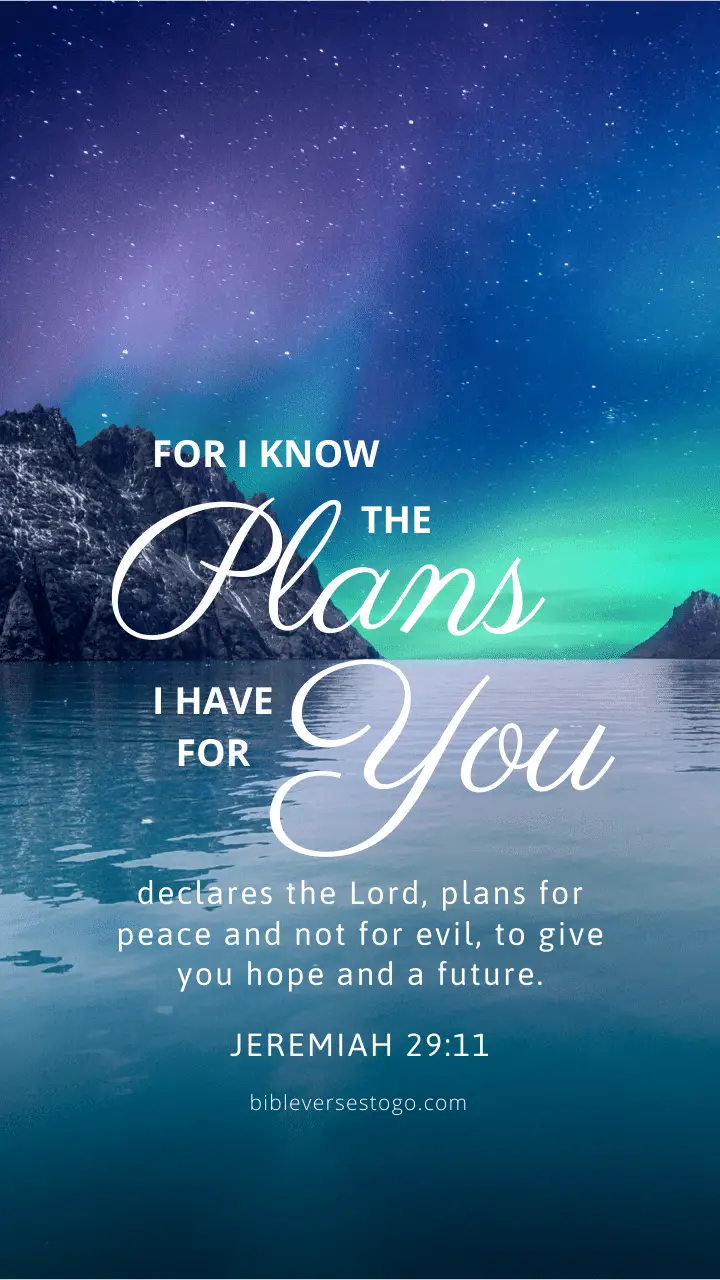 FOR I KNOW
THE
Plans
I HAVE
FOR
You
declares the Lord, plans for
peace and not for evil, to give
you hope and a future.
JEREMIAH 29:11
bibleversestogo.com